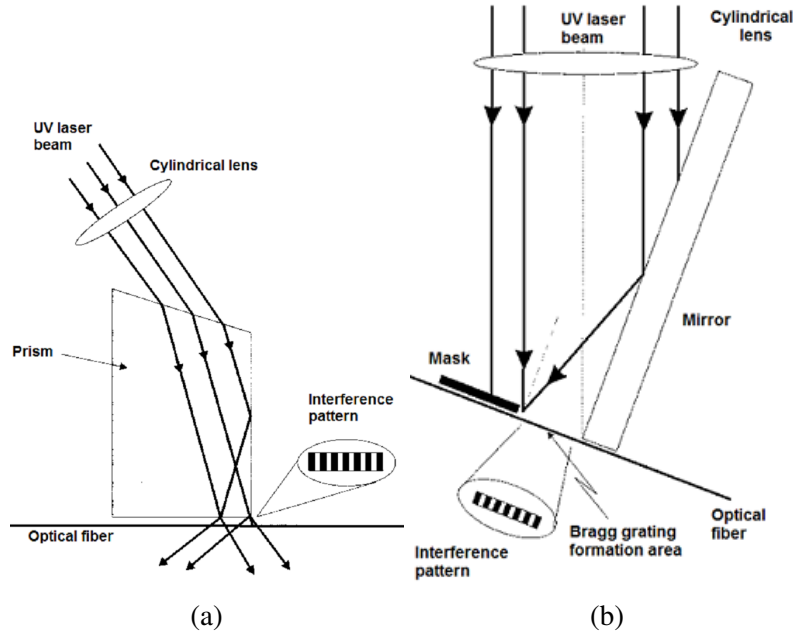 UV laser
beam
Cylindrical lens
Prism
Interference
pattern
Optical fiber
(a)
UV laser
beam
Cylindrical
lens
Mirror
Mask
Interference
pattern
Bragg grating
formation area
Optical
fiber
(b)